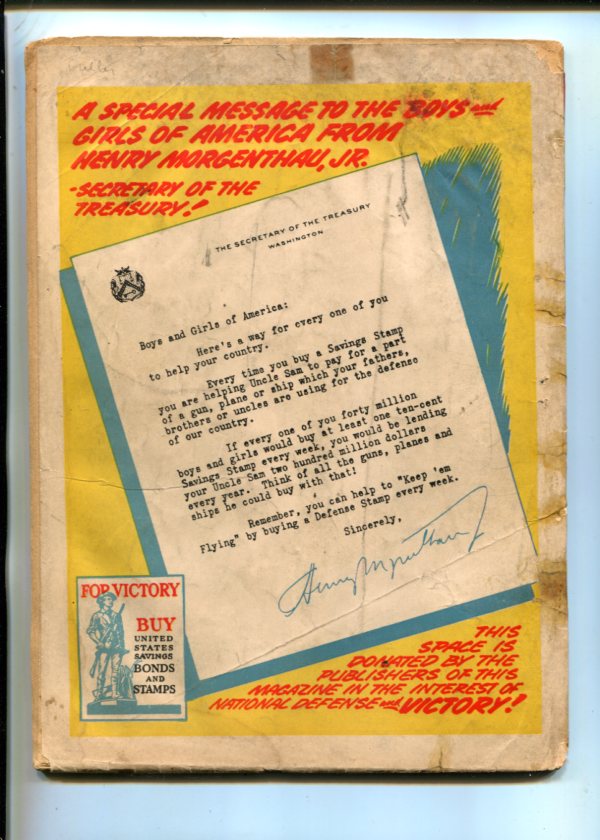 A SPECIAL MESSAGE TO THE BOYS and
GIRLS OF AMERICA FROM
HENRY MORGENTHAU, JR.
-SECRETARY OF THE
TREASURY!
THE SECRETARY OF THE TREASURY
WASHINGTON
Boys and Girls of America:
Here's a way for every one of you
to help your country.
Every time you buy a Savings Stamp
you are helping Uncle Sam to pay for a part
of a gun, plane or ship which your fathers,
brothers or uncles are using for the defense
of our country.
If every one of you forty million
boys and girls would buy at least one ten-cent
Savings Stamp every week, you would be lending
your Uncle Sam two hundred million dollars
every year. Think of all the guns, planes and
ships he could buy with that!
Remember, you can help to "Keep 'em
Flying" by buying a Defense Stamp every week.
Sincerely,
Henry Morgenthau Jr
FOR VICTORY
BUY
UNITED
STATES
SAVINGS
BONDS
AND
STAMPS
THIS
SPACE IS
DONATED BY THE
PUBLISHERS OF THIS
MAGAZINE IN THE INTEREST OF
NATIONAL DEFENSE and VICTORY!